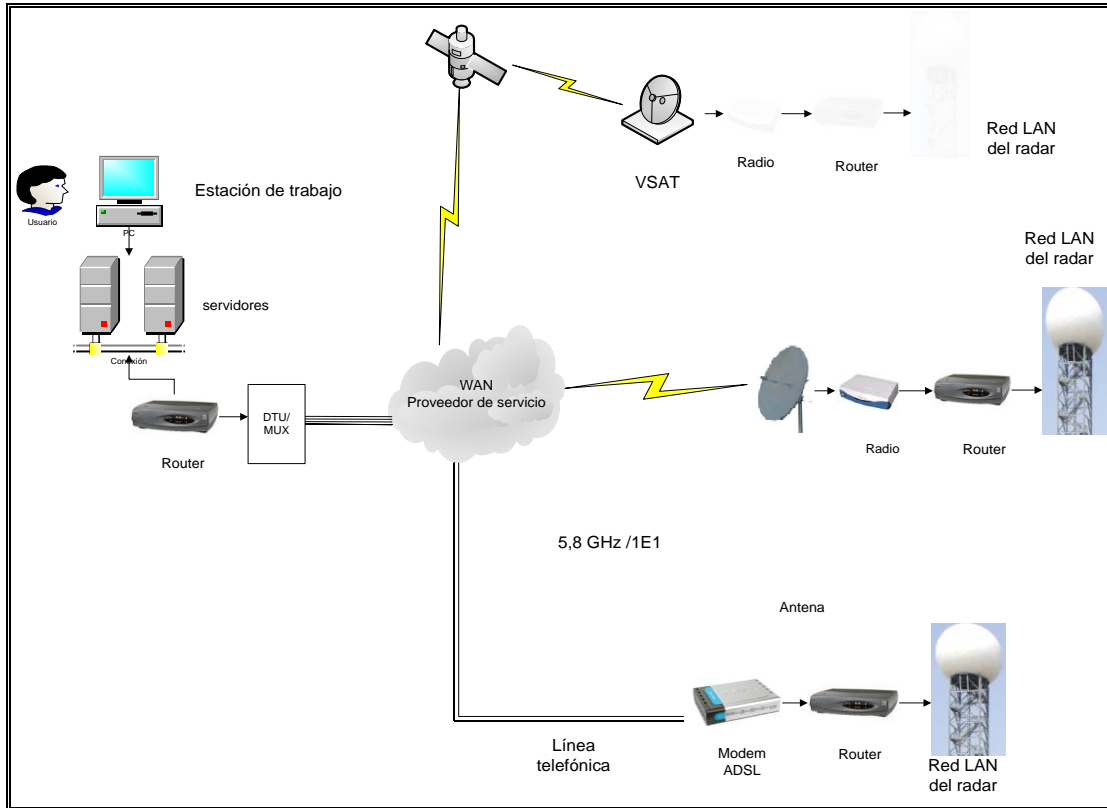 Red LAN
del radar
Radio
Router
VSAT
Estación de trabajo
Usuario
PC
Red LAN
del radar
servidores
Conexión
WAN
Proveedor de servicio
DTU/
MUX
Router
Radio
Router
5,8 GHz /1E1
Antena
Línea
telefónica
Modem
ADSL
Router
Red LAN
del radar